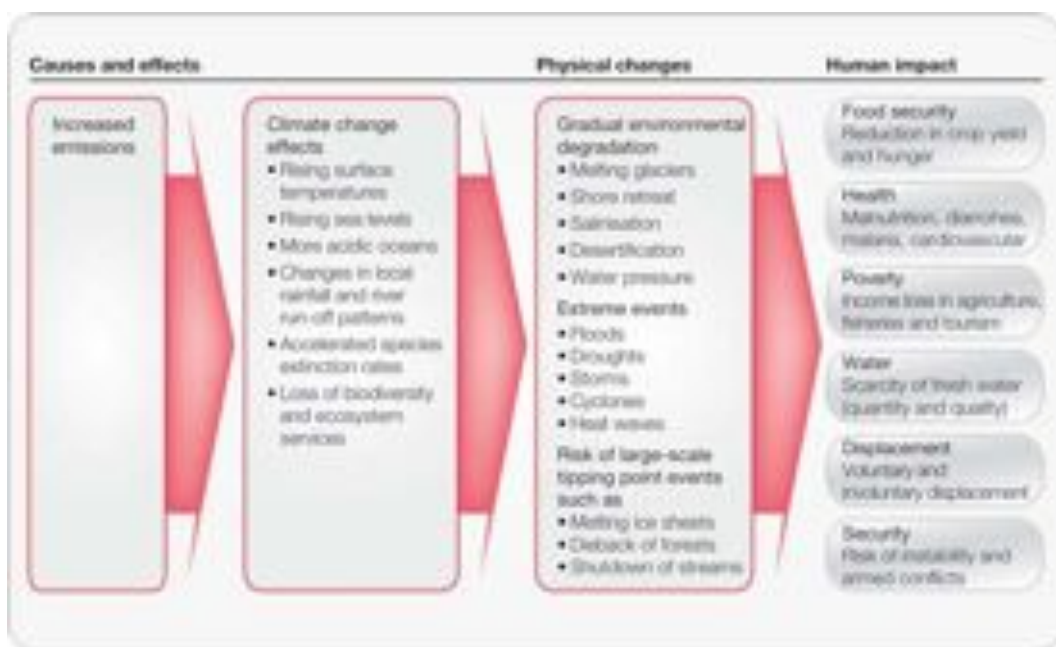 Causes and effects
Physical changes
Human impact
Increased
emissions
Climate change
effects
• Rising surface
temperatures
• Rising sea levels
• More acidic oceans
• Changes in local
rainfall and river
run-off patterns
• Accelerated species
extinction rates
• Loss of biodiversity
and ecosystem
services
Gradual environmental
degradation
• Melting glaciers
• Shore retreat
• Salinisation
• Desertification
• Water pressure
Extreme events
• Floods
• Droughts
• Storms
• Cyclones
• Heat waves
Risk of large-scale
tipping point events
such as
• Melting ice sheets
• Dieback of forests
• Shutdown of streams
Food security
Reduction in crop yield
and hunger
Health
Malnutrition, diarrhea,
malaria, cardiovascular
Poverty
Income loss in agriculture,
fisheries and tourism
Water
Scarcity of fresh water
(quantity and quality)
Displacement
Voluntary and
involuntary displacement
Security
Risk of instability and
armed conflicts